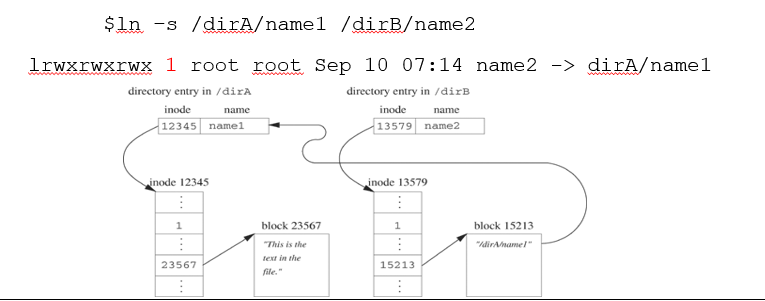 $ln -s /dirA/name1 /dirB/name2
lrwxrwxrwx 1 root root Sep 10 07:14 name2 -> dirA/name1
directory entry in /dirA
directory entry in /dirB
inode name
inode name
12345 name1
13579 name2
inode 12345
inode 13579
1
block 23567
1
block 15213
"This is the
text in the
file."
"/dirA/name1"
23567
15213